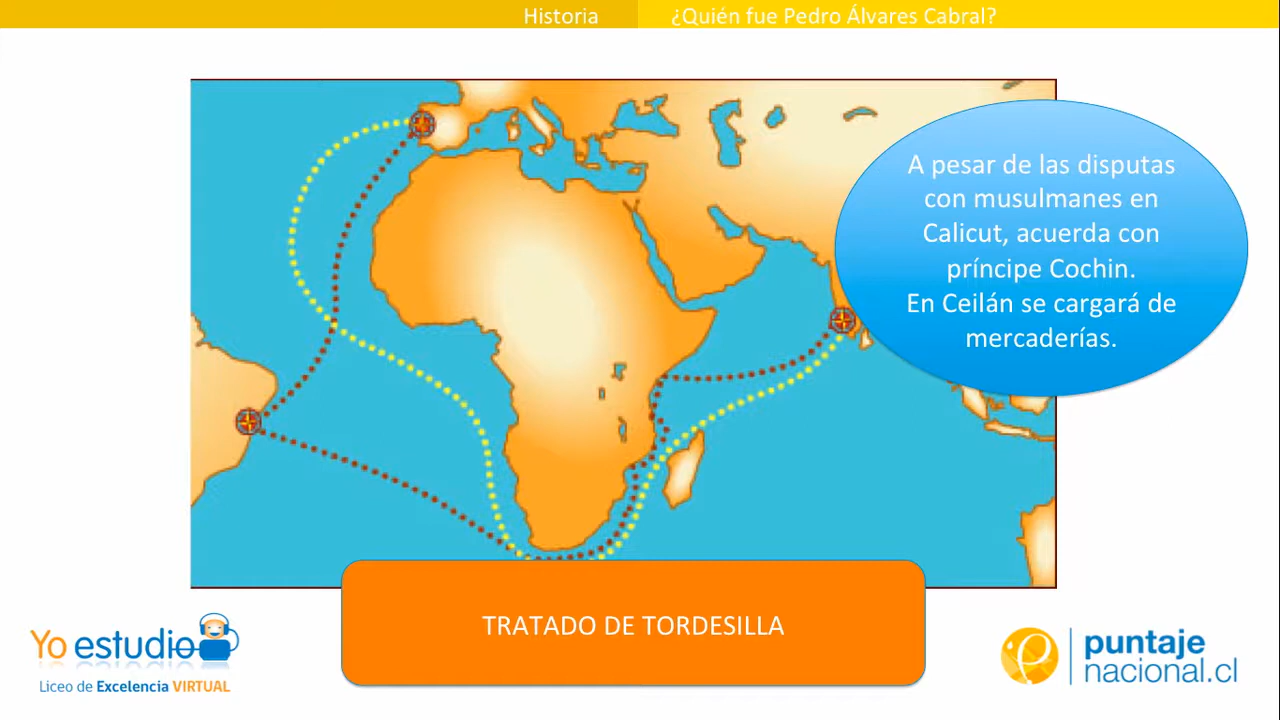 Historia
¿Quién fue Pedro Álvares Cabral?
A pesar de las disputas
con musulmanes en
Calicut, acuerda con
príncipe Cochin.
En Ceilán se cargará de
mercaderías.
TRATADO DE TORDESILLA
Yo estudio
Liceo de Excelencia VIRTUAL
puntaje
nacional.cl